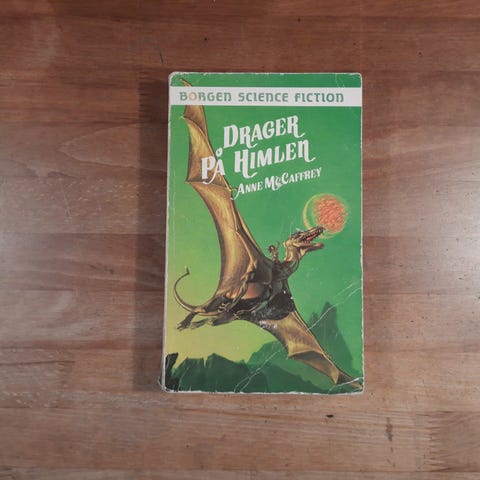 BORGEN SCIENCE FICTION
DRAGER
PÅ HIMLEN
ANNE McCAFFREY